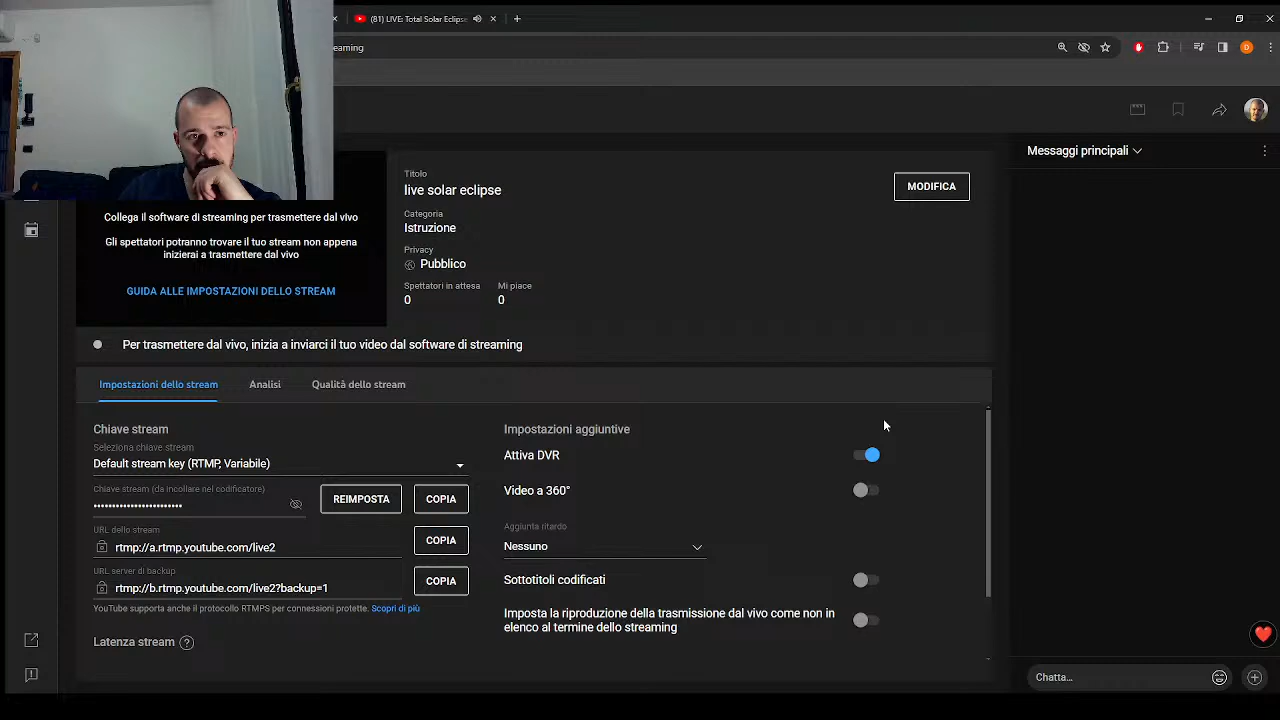 (81) LIVE: Total Solar Eclips
eaming
Messaggi principali
Titolo
live solar eclipse
MODIFICA
Categoria
Istruzione
Privacy
Pubblico
Spettatori in attesa
Mi piace
0
0
Collega il software di streaming per trasmettere dal vivo
Gli spettatori potranno trovare il tuo stream non appena
inizierai a trasmettere dal vivo
GUIDA ALLE IMPOSTAZIONI DELLO STREAM
Per trasmettere dal vivo, inizia a inviarci il tuo video dal software di streaming
Impostazioni dello stream
Analisi
Qualità dello stream
Chiave stream
Seleziona chiave stream
Default stream key (RTMP, Variabile)
Chiave stream (da incollare nel codificatore)
••••••••••••••••••••••••
REIMPOSTA
COPIA
URL dello stream
rtmp://a.rtmp.youtube.com/live2
COPIA
URL server di backup
rtmp://b.rtmp.youtube.com/live2?backup=1
COPIA
YouTube supporta anche il protocollo RTMPS per connessioni protette. Scopri di più
Latenza stream
Impostazioni aggiuntive
Attiva DVR
Video a 360°
Aggiunta ritardo
Nessuno
Sottotitoli codificati
Imposta la riproduzione della trasmissione dal vivo come non in
elenco al termine dello streaming
Chatta…
D